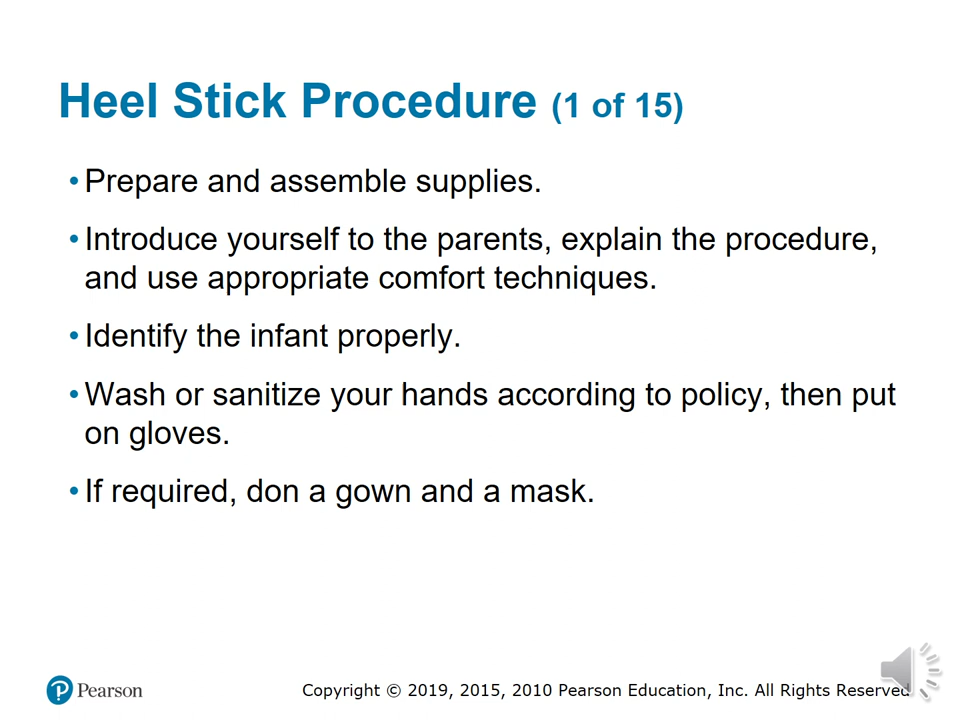 Heel Stick Procedure (1 of 15)
•Prepare and assemble supplies.
•Introduce yourself to the parents, explain the procedure,
and use appropriate comfort techniques.
•Identify the infant properly.
•Wash or sanitize your hands according to policy, then put
on gloves.
•If required, don a gown and a mask.
Pearson
Copyright © 2019, 2015, 2010 Pearson Education, Inc. All Rights Reserved